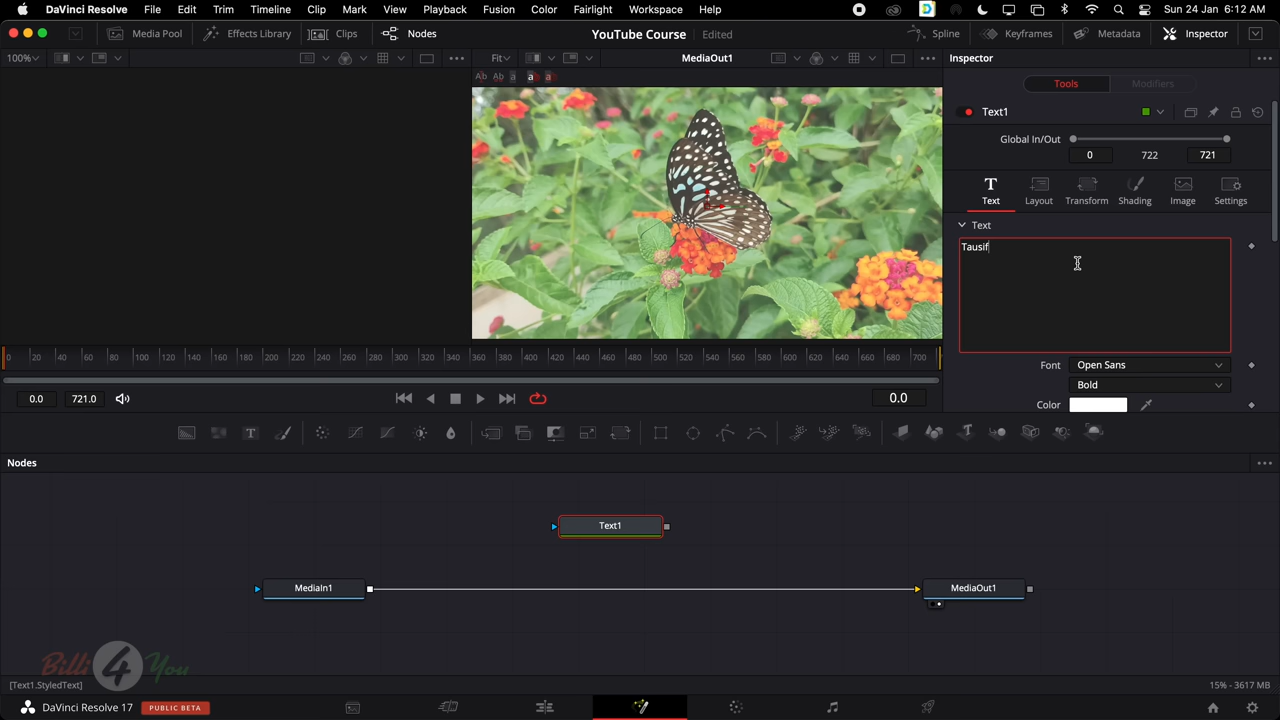 DaVinci Resolve File Edit Trim Timeline Clip Mark View Playback Fusion Color Fairlight Workspace Help Sun 24 Jan 6:12 AM
Media Pool Effects Library Clips Nodes YouTube Course Edited Spline Keyframes Metadata Inspector
100% Fit MediaOut1 Inspector
Tools Modifiers
Text1
Global In/Out
0 722 721
Text Layout Transform Shading Image Settings
Text
Tausif
0 20 40 60 80 100 120 140 160 180 200 220 240 260 280 300 320 340 360 380 400 420 440 460 480 500 520 540 560 580 600 620 640 660 680 700
Font Open Sans
Bold
Color
0.0 721.0 0.0
Nodes
Text1
MediaIn1 MediaOut1
Billi 4 You
[Text1.StyledText] 15% - 3617 MB
DaVinci Resolve 17 PUBLIC BETA